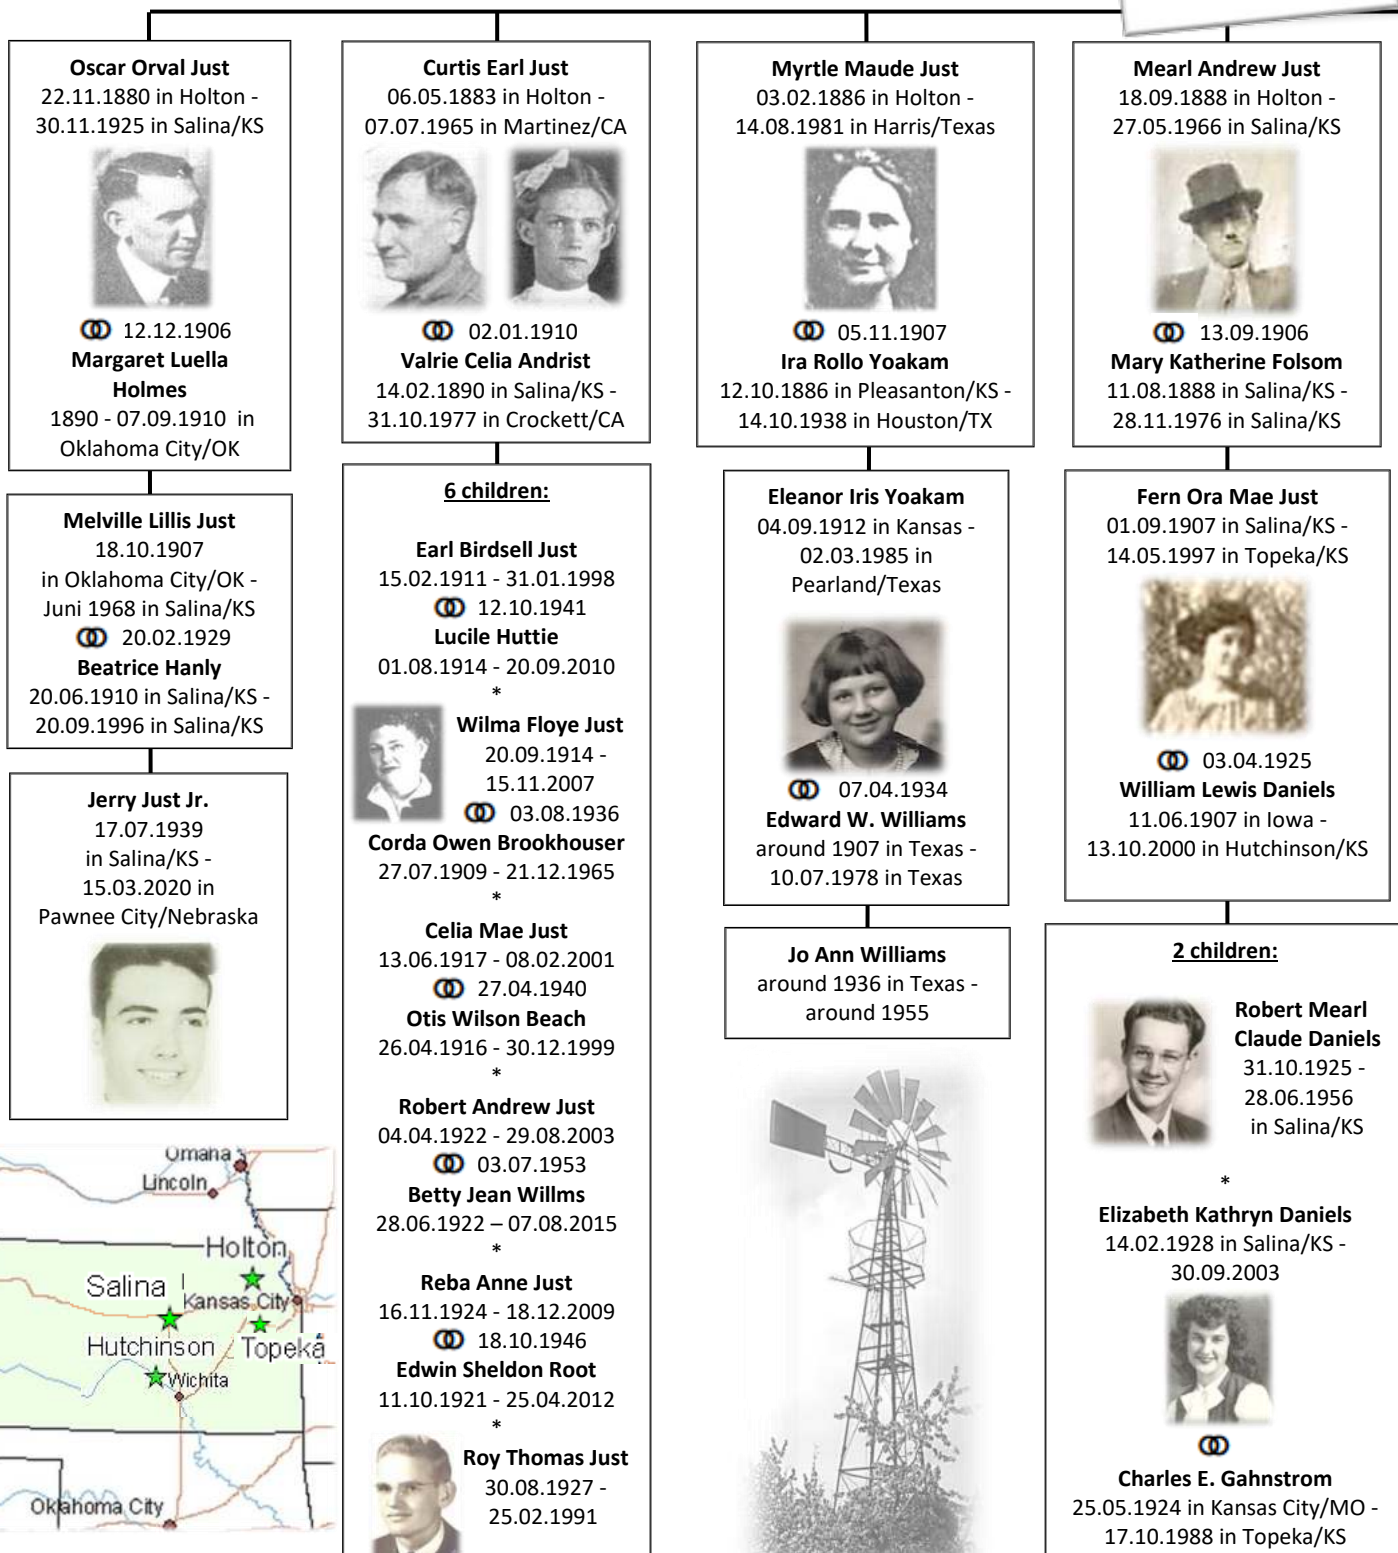 Oscar Orval Just
22.11.1880 in Holton -
30.11.1925 in Salina/KS
12.12.1906
Margaret Luella
Holmes
1890 - 07.09.1910 in
Oklahoma City/OK
Melville Lillis Just
18.10.1907
in Oklahoma City/OK -
Juni 1968 in Salina/KS
20.02.1929
Beatrice Hanly
20.06.1910 in Salina/KS -
20.09.1996 in Salina/KS
Jerry Just Jr.
17.07.1939
in Salina/KS -
15.03.2020 in
Pawnee City/Nebraska
Omaha
Lincoln
Holton
Salina
Kansas City
Hutchinson
Topeka
Wichita
Oklahoma City
Curtis Earl Just
06.05.1883 in Holton -
07.07.1965 in Martinez/CA
02.01.1910
Valrie Celia Andrist
14.02.1890 in Salina/KS -
31.10.1977 in Crockett/CA
6 children:
Earl Birdsell Just
15.02.1911 - 31.01.1998
12.10.1941
Lucile Huttie
01.08.1914 - 20.09.2010
*
Wilma Floye Just
20.09.1914 -
15.11.2007
03.08.1936
Corda Owen Brookhouser
27.07.1909 - 21.12.1965
*
Celia Mae Just
13.06.1917 - 08.02.2001
27.04.1940
Otis Wilson Beach
26.04.1916 - 30.12.1999
*
Robert Andrew Just
04.04.1922 - 29.08.2003
03.07.1953
Betty Jean Willms
28.06.1922 – 07.08.2015
*
Reba Anne Just
16.11.1924 - 18.12.2009
18.10.1946
Edwin Sheldon Root
11.10.1921 - 25.04.2012
*
Roy Thomas Just
30.08.1927 -
25.02.1991
Myrtle Maude Just
03.02.1886 in Holton -
14.08.1981 in Harris/Texas
05.11.1907
Ira Rollo Yoakam
12.10.1886 in Pleasanton/KS -
14.10.1938 in Houston/TX
Eleanor Iris Yoakam
04.09.1912 in Kansas -
02.03.1985 in
Pearland/Texas
07.04.1934
Edward W. Williams
around 1907 in Texas -
10.07.1978 in Texas
Jo Ann Williams
around 1936 in Texas -
around 1955
Mearl Andrew Just
18.09.1888 in Holton -
27.05.1966 in Salina/KS
13.09.1906
Mary Katherine Folsom
11.08.1888 in Salina/KS -
28.11.1976 in Salina/KS
Fern Ora Mae Just
01.09.1907 in Salina/KS -
14.05.1997 in Topeka/KS
03.04.1925
William Lewis Daniels
11.06.1907 in Iowa -
13.10.2000 in Hutchinson/KS
2 children:
Robert Mearl
Claude Daniels
31.10.1925 -
28.06.1956
in Salina/KS
*
Elizabeth Kathryn Daniels
14.02.1928 in Salina/KS -
30.09.2003
Charles E. Gahnstrom
25.05.1924 in Kansas City/MO -
17.10.1988 in Topeka/KS